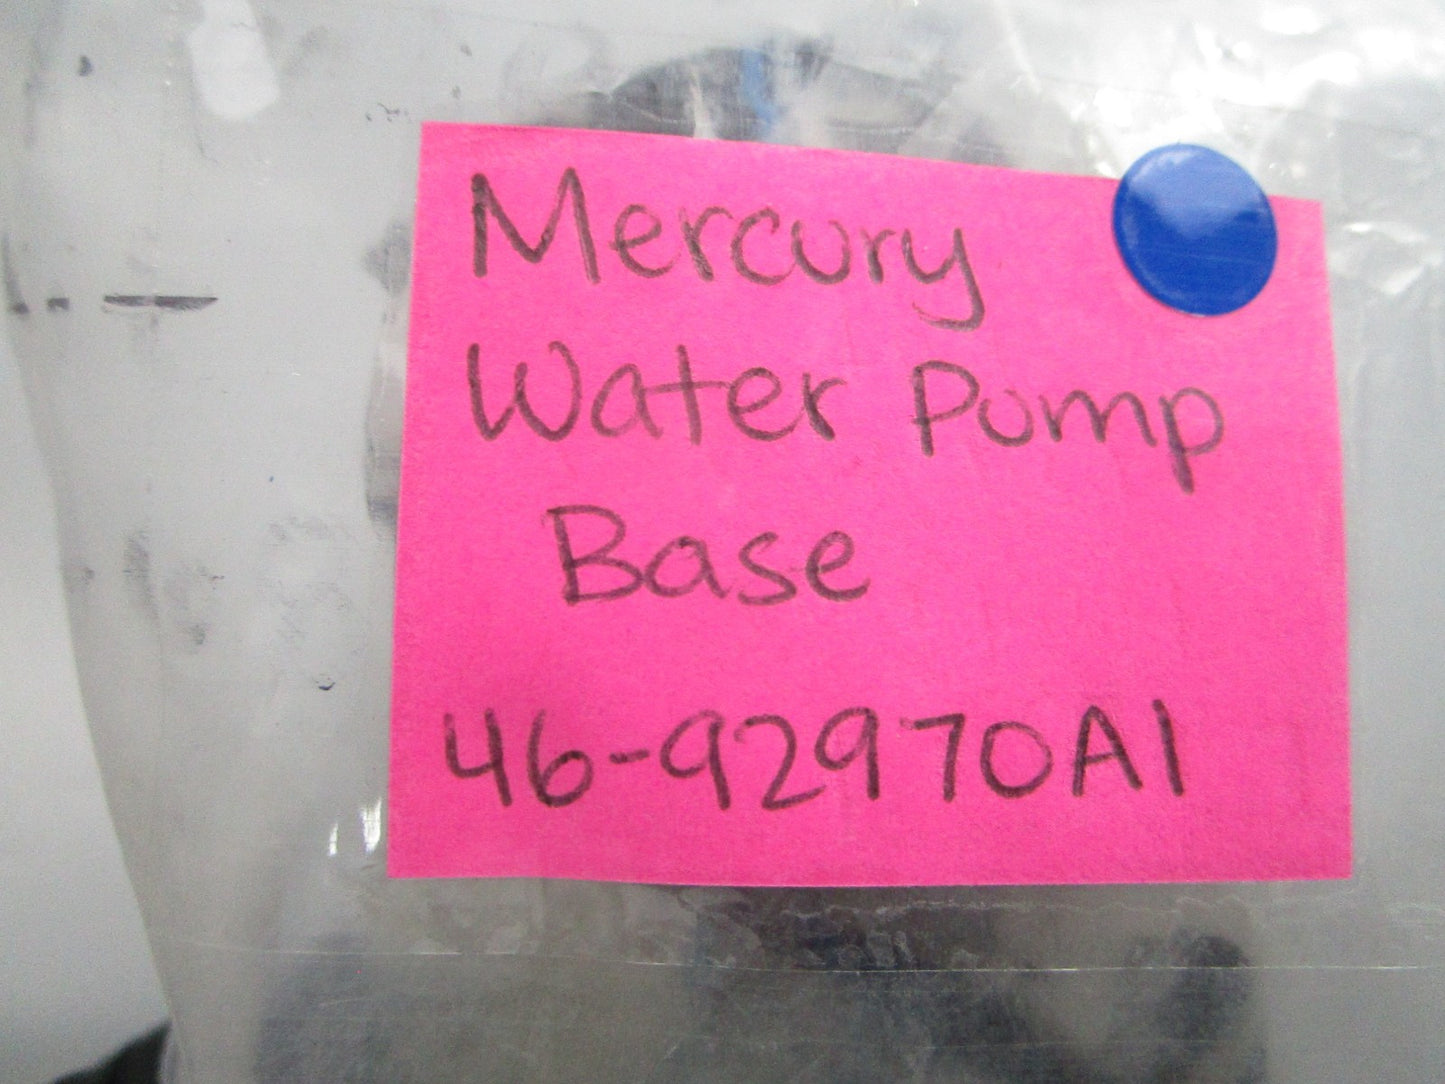 Mercury
Water Pump
Base
46-92970A1